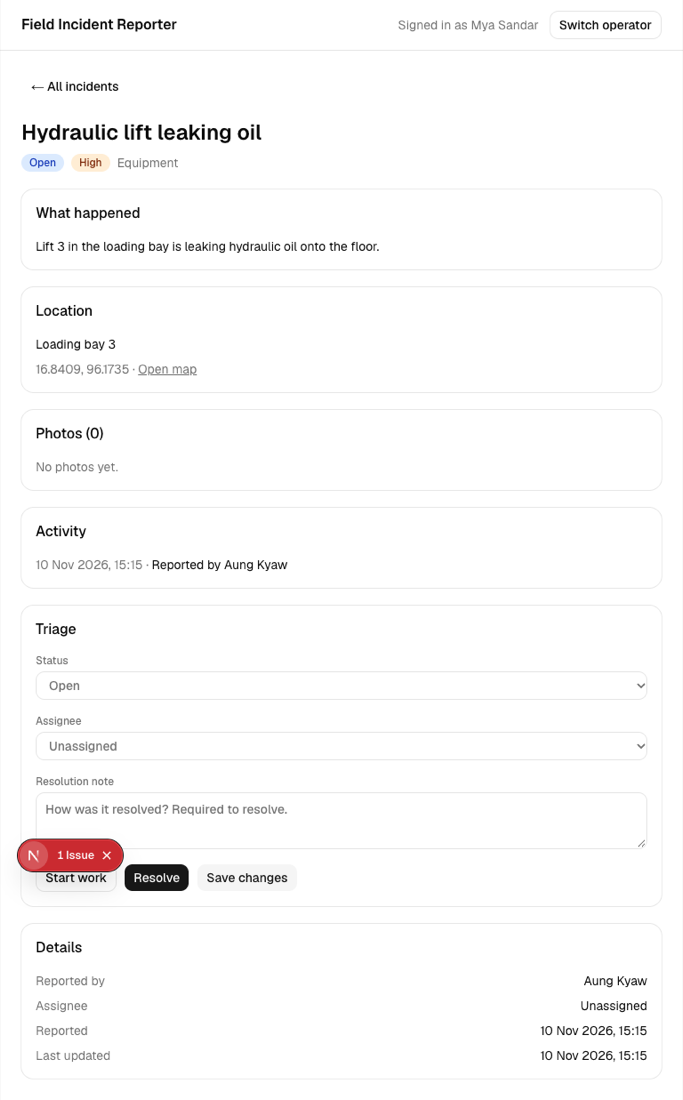 Field Incident Reporter
Signed in as Mya Sandar
Switch operator
← All incidents
Hydraulic lift leaking oil
Open High Equipment
What happened
Lift 3 in the loading bay is leaking hydraulic oil onto the floor.
Location
Loading bay 3
16.8409, 96.1735 · Open map
Photos (0)
No photos yet.
Activity
10 Nov 2026, 15:15 · Reported by Aung Kyaw
Triage
Status
Open
Assignee
Unassigned
Resolution note
How was it resolved? Required to resolve.
N 1 Issue ×
Start work Resolve Save changes
Details
Reported by Aung Kyaw
Assignee Unassigned
Reported 10 Nov 2026, 15:15
Last updated 10 Nov 2026, 15:15